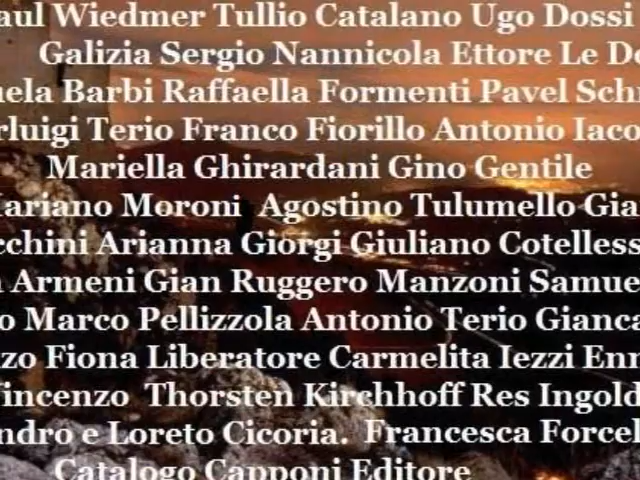 aul Wiedmer Tullio Catalano Ugo Dossi
Galizia Sergio Nannicola Ettore Le Do
ela Barbi Raffaella Formenti Pavel Sch
rluigi Terio Franco Fiorillo Antonio Iaco
Mariella Ghirardani Gino Gentile
ariano Moroni Agostino Tulumello Gia
cchini Arianna Giorgi Giuliano Cotelless
Armeni Gian Ruggero Manzoni Samue
o Marco Pellizzola Antonio Terio Gianca
zo Fiona Liberatore Carmelita Iezzi Enn
incenzo Thorsten Kirchhoff Res Ingold
ndro e Loreto Cicoria. Francesca Forcel
Catalogo Capponi Editore